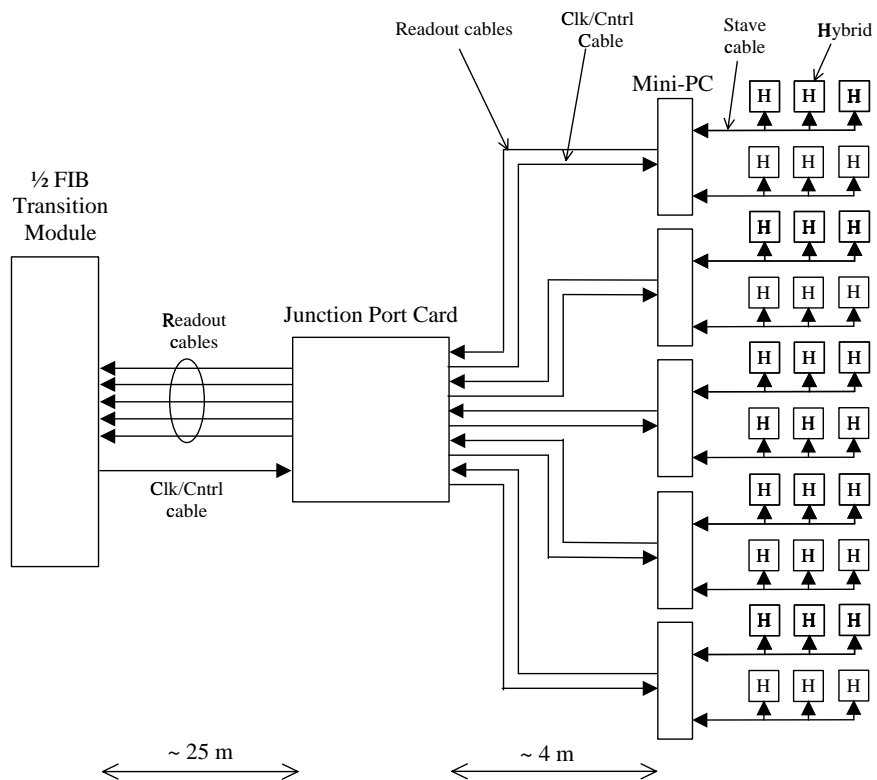 Readout cables
Clk/Cntrl
Cable
Stave
cable
Hybrid
Mini-PC
H H H
H H H
½ FIB
Transition
Module
H H H
H H H
Readout
cables
Junction Port Card
H H H
H H H
Clk/Cntrl
cable
H H H
H H H
H H H
H H H
~ 25 m
~ 4 m